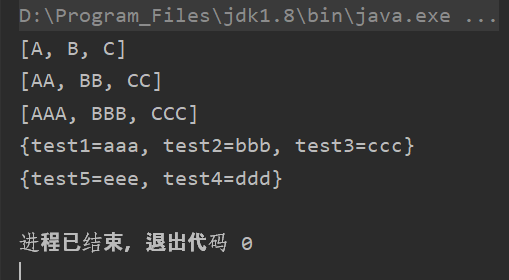 D:\Program_Files\jdk1.8\bin\java.exe ...
[A, B, C]
[AA, BB, CC]
[AAA, BBB, CCC]
{test1=aaa, test2=bbb, test3=ccc}
{test5=eee, test4=ddd}
进程已结束, 退出代码 0